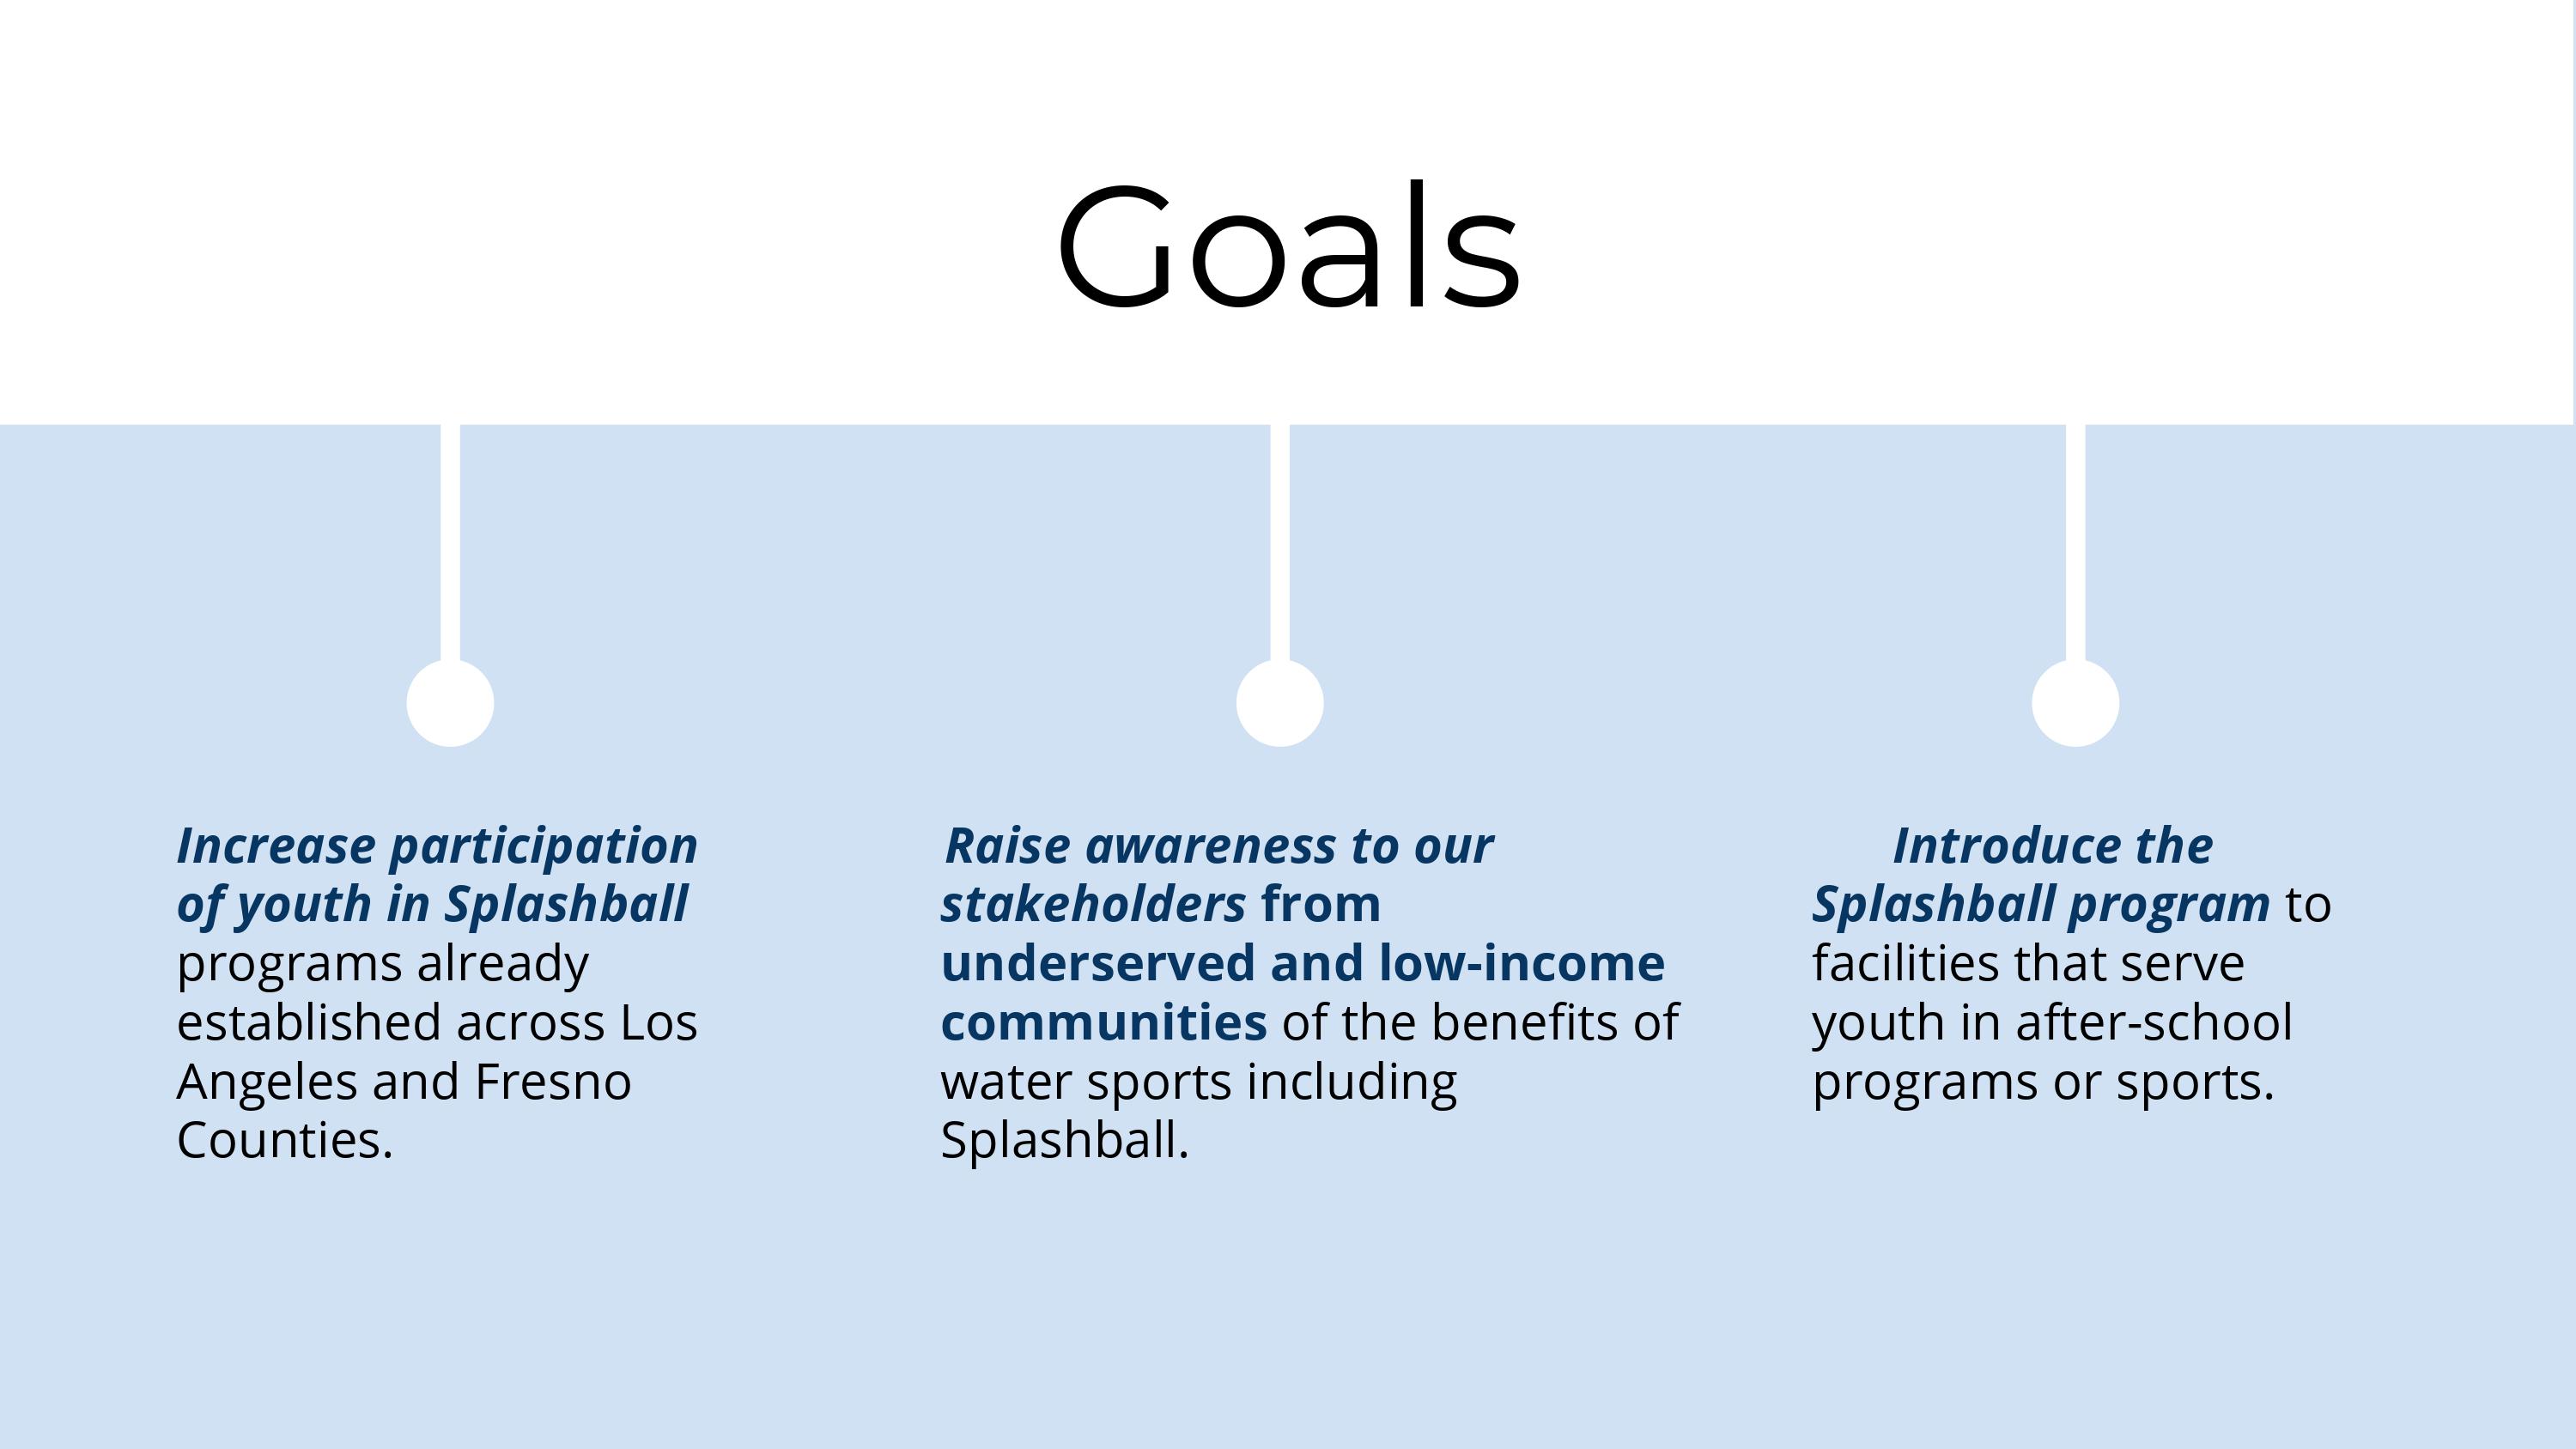 Goals
Increase participation
of youth in Splashball
programs already
established across Los
Angeles and Fresno
Counties.
Raise awareness to our
stakeholders from
underserved and low-income
communities of the benefits of
water sports including
Splashball.
Introduce the
Splashball program to
facilities that serve
youth in after-school
programs or sports.